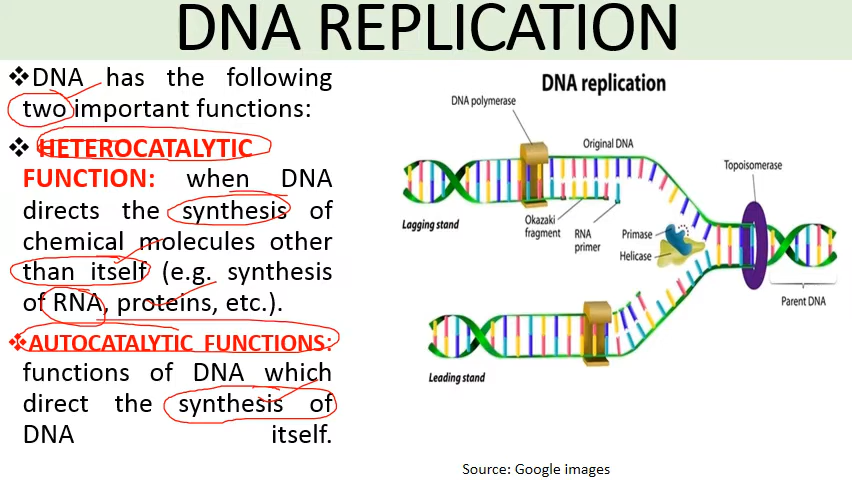 DNA REPLICATION
❖DNA has the following
two important functions:
❖ HETEROCATALYTIC
FUNCTION: when DNA
directs the synthesis of
chemical molecules other
than itself (e.g. synthesis
of RNA, proteins, etc.).
❖AUTOCATALYTIC FUNCTIONS:
functions of DNA which
direct the synthesis of
DNA itself.
DNA replication
DNA polymerase
Original DNA
Topoisomerase
Lagging stand
Okazaki
fragment
RNA
primer
Primase
Helicase
Parent DNA
Leading stand
Source: Google images